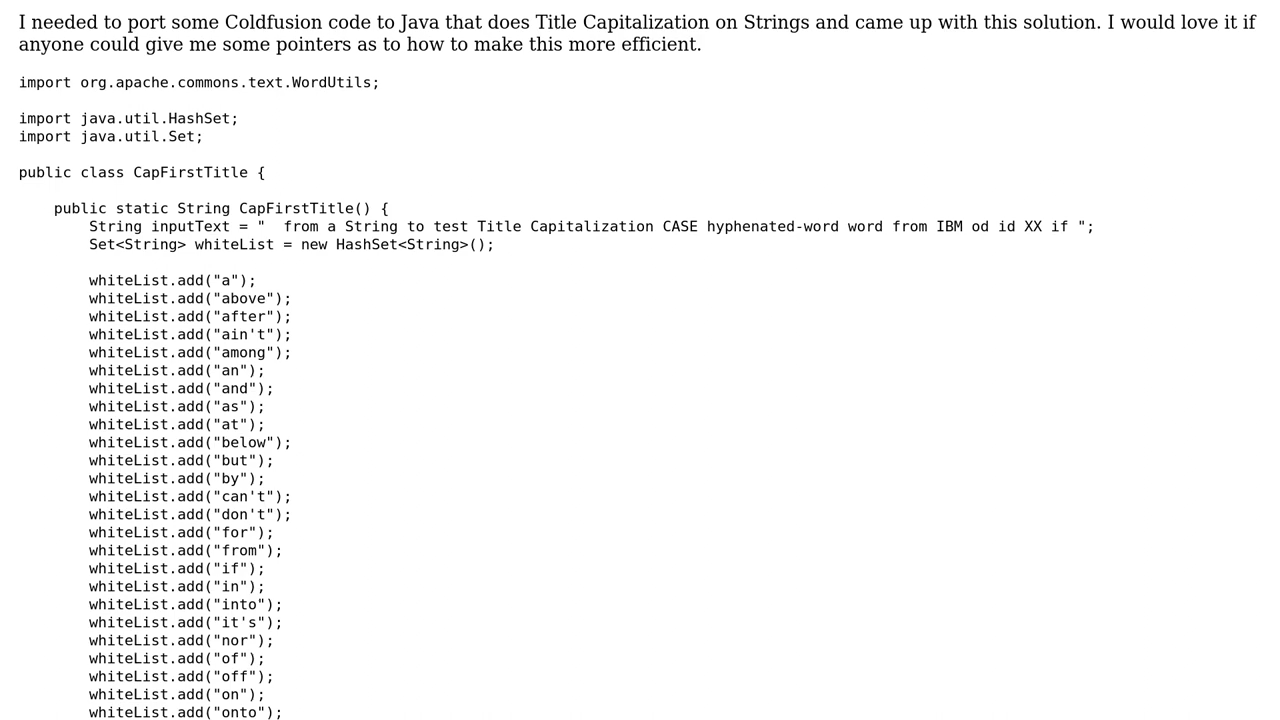 I needed to port some Coldfusion code to Java that does Title Capitalization on Strings and came up with this solution. I would love it if
anyone could give me some pointers as to how to make this more efficient.
import org.apache.commons.text.WordUtils;
import java.util.HashSet;
import java.util.Set;
public class CapFirstTitle {
    public static String CapFirstTitle() {
        String inputText = "  from a String to test Title Capitalization CASE hyphenated-word word from IBM od id XX if ";
        Set<String> whiteList = new HashSet<String>();
        whiteList.add("a");
        whiteList.add("above");
        whiteList.add("after");
        whiteList.add("ain't");
        whiteList.add("among");
        whiteList.add("an");
        whiteList.add("and");
        whiteList.add("as");
        whiteList.add("at");
        whiteList.add("below");
        whiteList.add("but");
        whiteList.add("by");
        whiteList.add("can't");
        whiteList.add("don't");
        whiteList.add("for");
        whiteList.add("from");
        whiteList.add("if");
        whiteList.add("in");
        whiteList.add("into");
        whiteList.add("it's");
        whiteList.add("nor");
        whiteList.add("of");
        whiteList.add("off");
        whiteList.add("on");
        whiteList.add("onto");